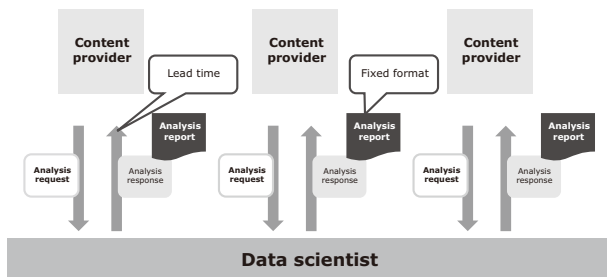 Content
provider
Content
provider
Content
provider
Lead time
Fixed format
Analysis
report
Analysis
report
Analysis
report
Analysis
request
Analysis
response
Analysis
request
Analysis
response
Analysis
request
Analysis
response
Data scientist